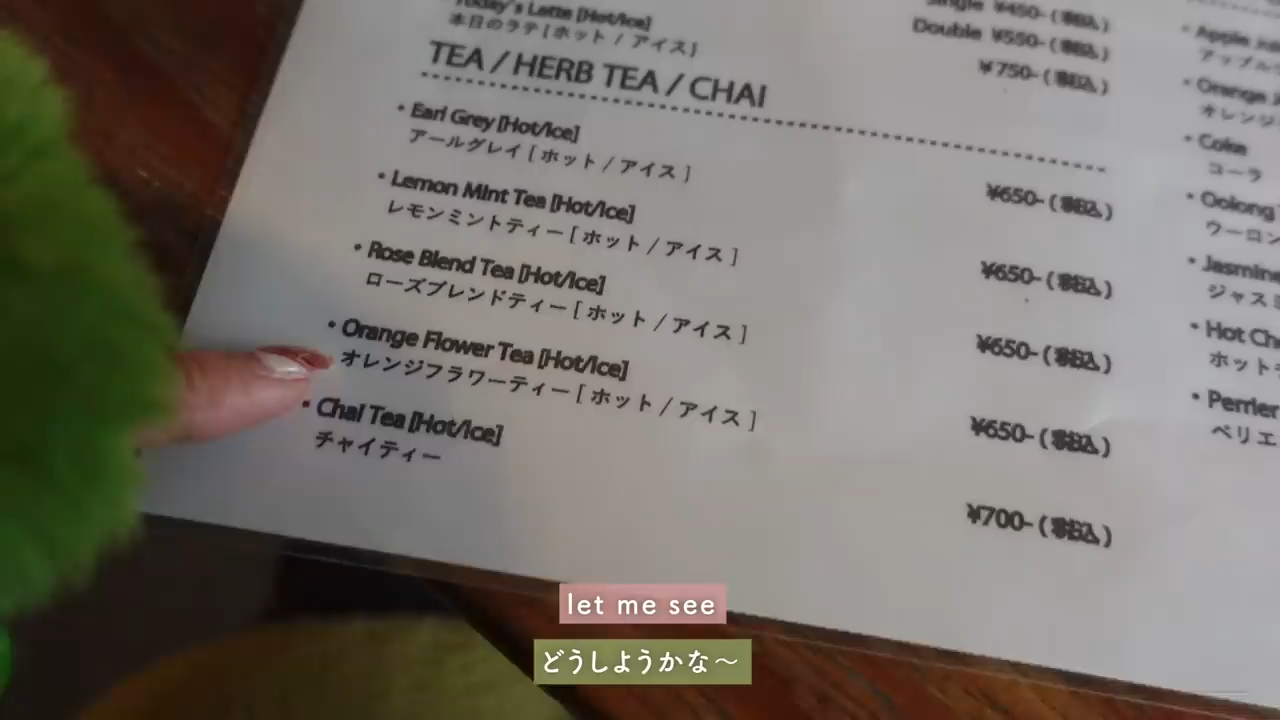 Today's Latte [Hot/Ice]
本日のラテ [ ホット / アイス ]
Single ¥450- ( 税込 )
Double ¥550- ( 税込 )
¥750- ( 税込 )
TEA / HERB TEA / CHAI
• Earl Grey [Hot/Ice]
アールグレイ [ ホット / アイス ]
¥650- ( 税込 )
• Lemon Mint Tea [Hot/Ice]
レモンミントティー [ ホット / アイス ]
¥650- ( 税込 )
• Rose Blend Tea [Hot/Ice]
ローズブレンドティー [ ホット / アイス ]
¥650- ( 税込 )
• Orange Flower Tea [Hot/Ice]
オレンジフラワーティー [ ホット / アイス ]
¥650- ( 税込 )
• Chai Tea [Hot/Ice]
チャイティー
¥700- ( 税込 )
• Apple
アップル
• Orange
オレンジ
• Coke
コーラ
• Oolong
ウーロン
• Jasmine
ジャス
• Hot
ホット
• Perrier
ペリエ
let me see
どうしようかな～